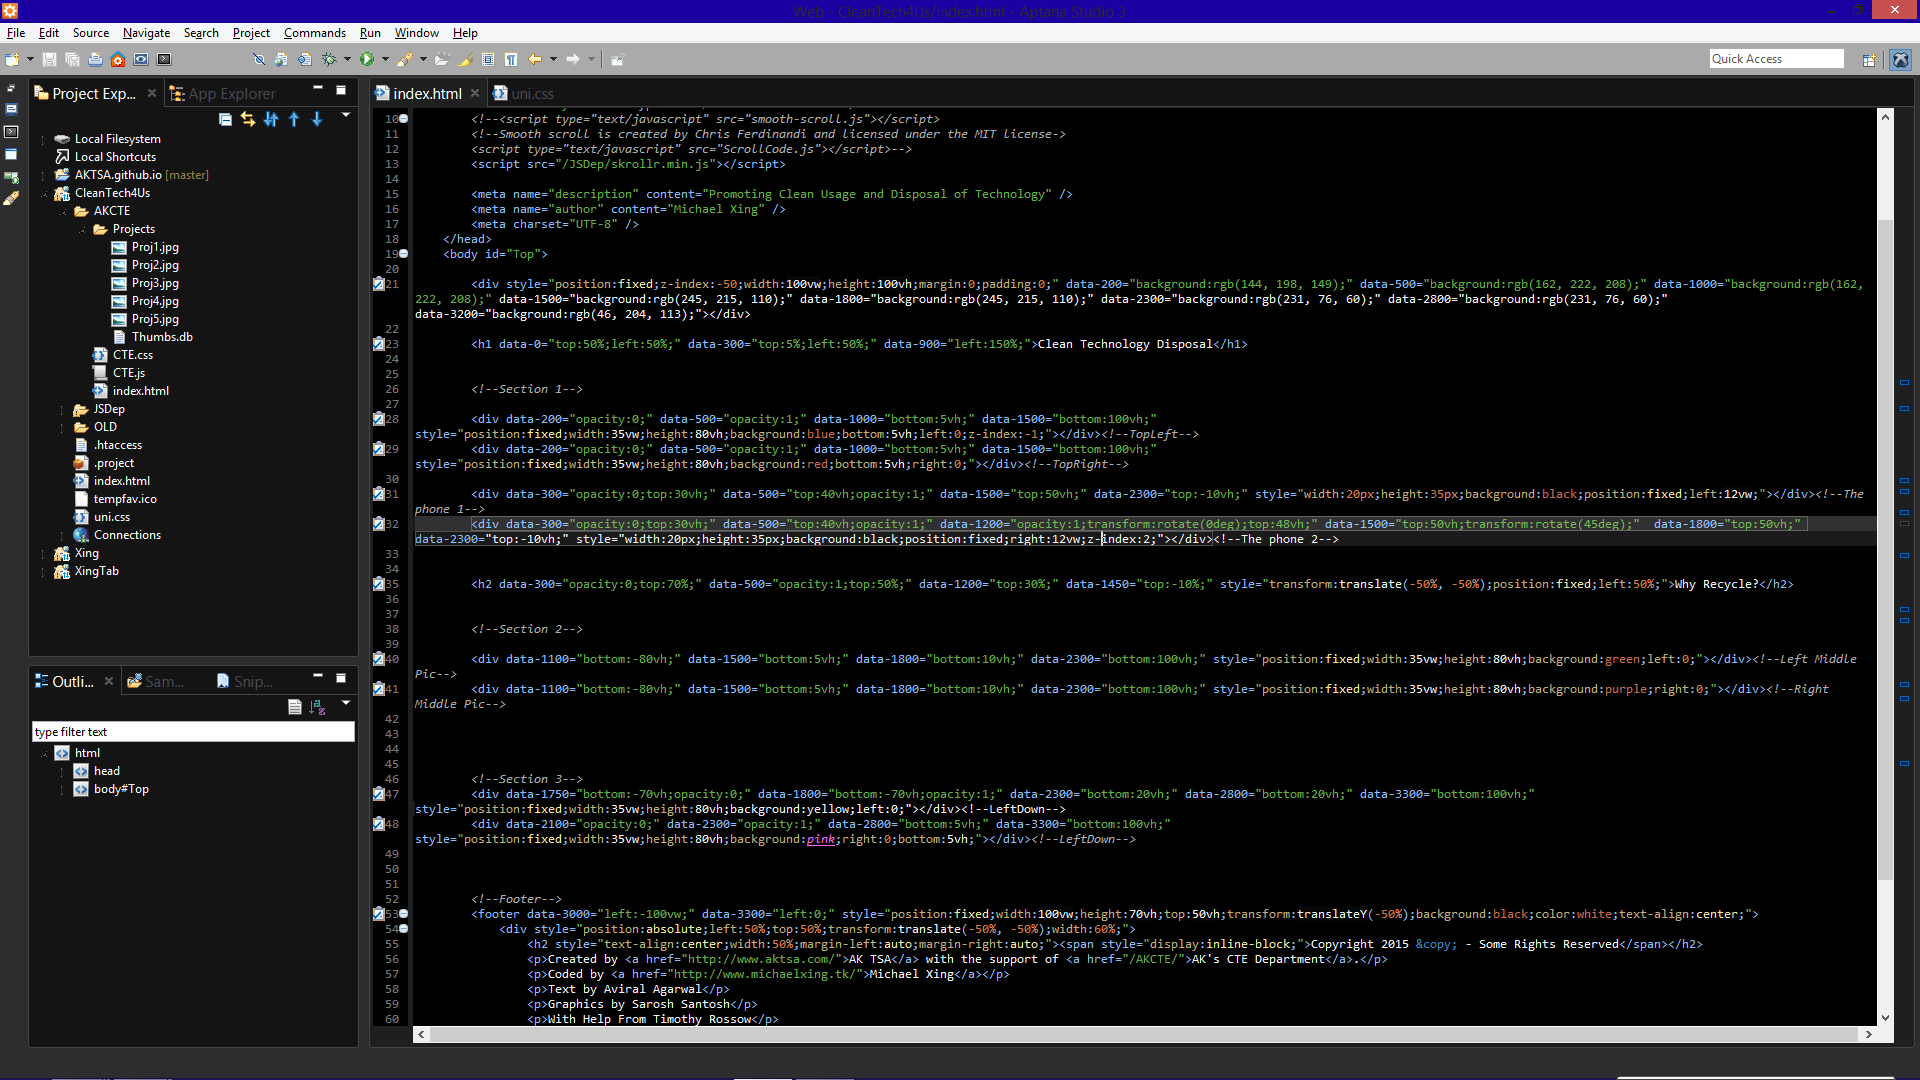 Web - CleanTech4Us/index.html - Aptana Studio 3
File Edit Source Navigate Search Project Commands Run Window Help
Quick Access
Project Exp... App Explorer
Local Filesystem
Local Shortcuts
AKTSA.github.io [master]
CleanTech4Us
AKCTE
Projects
Proj1.jpg
Proj2.jpg
Proj3.jpg
Proj4.jpg
Proj5.jpg
Thumbs.db
CTE.css
CTE.js
index.html
JSDep
OLD
.htaccess
.project
index.html
tempfav.ico
uni.css
Connections
Xing
XingTab
Outli... Sam... Snip...
type filter text
html
head
body#Top
index.html uni.css
10 <!--<script type="text/javascript" src="smooth-scroll.js"></script>
11 <!--Smooth scroll is created by Chris Ferdinandi and licensed under the MIT license->
12 <script type="text/javascript" src="ScrollCode.js"></script>-->
13 <script src="/JSDep/skrollr.min.js"></script>
14
15 <meta name="description" content="Promoting Clean Usage and Disposal of Technology" />
16 <meta name="author" content="Michael Xing" />
17 <meta charset="UTF-8" />
18 </head>
19 <body id="Top">
20
21 <div style="position:fixed;z-index:-50;width:100vw;height:100vh;margin:0;padding:0;" data-200="background:rgb(144, 198, 149);" data-500="background:rgb(162, 222, 208);" data-1000="background:rgb(162,
222, 208);" data-1500="background:rgb(245, 215, 110);" data-1800="background:rgb(245, 215, 110);" data-2300="background:rgb(231, 76, 60);" data-2800="background:rgb(231, 76, 60);"
data-3200="background:rgb(46, 204, 113);"></div>
22
23 <h1 data-0="top:50%;left:50%;" data-300="top:5%;left:50%;" data-900="left:150%;">Clean Technology Disposal</h1>
24
25
26 <!--Section 1-->
27
28 <div data-200="opacity:0;" data-500="opacity:1;" data-1000="bottom:5vh;" data-1500="bottom:100vh;"
style="position:fixed;width:35vw;height:80vh;background:blue;bottom:5vh;left:0;z-index:-1;"></div><!--TopLeft-->
29 <div data-200="opacity:0;" data-500="opacity:1;" data-1000="bottom:5vh;" data-1500="bottom:100vh;"
style="position:fixed;width:35vw;height:80vh;background:red;bottom:5vh;right:0;"></div><!--TopRight-->
30
31 <div data-300="opacity:0;top:30vh;" data-500="top:40vh;opacity:1;" data-1500="top:50vh;" data-2300="top:-10vh;" style="width:20px;height:35px;background:black;position:fixed;left:12vw;"></div><!--The
phone 1-->
32 <div data-300="opacity:0;top:30vh;" data-500="top:40vh;opacity:1;" data-1200="opacity:1;transform:rotate(0deg);top:48vh;" data-1500="top:50vh;transform:rotate(45deg);" data-1800="top:50vh;"
data-2300="top:-10vh;" style="width:20px;height:35px;background:black;position:fixed;right:12vw;z-index:2;"></div><!--The phone 2-->
33
34
35 <h2 data-300="opacity:0;top:70%;" data-500="opacity:1;top:50%;" data-1200="top:30%;" data-1450="top:-10%;" style="transform:translate(-50%, -50%);position:fixed;left:50%;">Why Recycle?</h2>
36
37
38 <!--Section 2-->
39
40 <div data-1100="bottom:-80vh;" data-1500="bottom:5vh;" data-1800="bottom:10vh;" data-2300="bottom:100vh;" style="position:fixed;width:35vw;height:80vh;background:green;left:0;"></div><!--Left Middle
Pic-->
41 <div data-1100="bottom:-80vh;" data-1500="bottom:5vh;" data-1800="bottom:10vh;" data-2300="bottom:100vh;" style="position:fixed;width:35vw;height:80vh;background:purple;right:0;"></div><!--Right
Middle Pic-->
42
43
44
45
46 <!--Section 3-->
47 <div data-1750="bottom:-70vh;opacity:0;" data-1800="bottom:-70vh;opacity:1;" data-2300="bottom:20vh;" data-2800="bottom:20vh;" data-3300="bottom:100vh;"
style="position:fixed;width:35vw;height:80vh;background:yellow;left:0;"></div><!--LeftDown-->
48 <div data-2100="opacity:0;" data-2300="opacity:1;" data-2800="bottom:5vh;" data-3300="bottom:100vh;"
style="position:fixed;width:35vw;height:80vh;background:pink;right:0;bottom:5vh;"></div><!--LeftDown-->
49
50
51
52 <!--Footer-->
53 <footer data-3000="left:-100vw;" data-3300="left:0;" style="position:fixed;width:100vw;height:70vh;top:50vh;transform:translateY(-50%);background:black;color:white;text-align:center;">
54 <div style="position:absolute;left:50%;top:50%;transform:translate(-50%, -50%);width:60%;">
55 <h2 style="text-align:center;width:50%;margin-left:auto;margin-right:auto;"><span style="display:inline-block;">Copyright 2015 &copy; - Some Rights Reserved</span></h2>
56 <p>Created by <a href="http://www.aktsa.com/">AK TSA</a> with the support of <a href="/AKCTE/">AK's CTE Department</a>.</p>
57 <p>Coded by <a href="http://www.michaelxing.tk/">Michael Xing</a></p>
58 <p>Text by Aviral Agarwal</p>
59 <p>Graphics by Sarosh Santosh</p>
60 <p>With Help From Timothy Rossow</p>